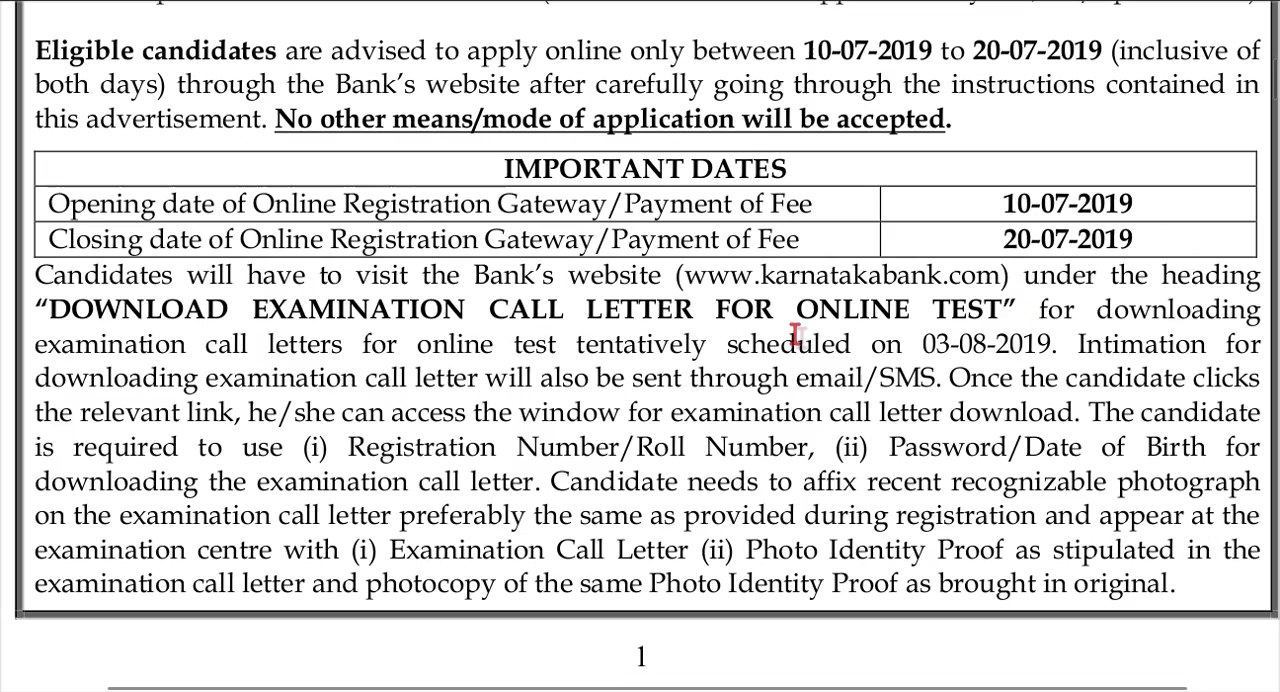 Eligible candidates are advised to apply online only between 10-07-2019 to 20-07-2019 (inclusive of
both days) through the Bank’s website after carefully going through the instructions contained in
this advertisement. No other means/mode of application will be accepted.
IMPORTANT DATES
Opening date of Online Registration Gateway/Payment of Fee 10-07-2019
Closing date of Online Registration Gateway/Payment of Fee 20-07-2019
Candidates will have to visit the Bank’s website (www.karnatakabank.com) under the heading
“DOWNLOAD EXAMINATION CALL LETTER FOR ONLINE TEST” for downloading
examination call letters for online test tentatively scheduled on 03-08-2019. Intimation for
downloading examination call letter will also be sent through email/SMS. Once the candidate clicks
the relevant link, he/she can access the window for examination call letter download. The candidate
is required to use (i) Registration Number/Roll Number, (ii) Password/Date of Birth for
downloading the examination call letter. Candidate needs to affix recent recognizable photograph
on the examination call letter preferably the same as provided during registration and appear at the
examination centre with (i) Examination Call Letter (ii) Photo Identity Proof as stipulated in the
examination call letter and photocopy of the same Photo Identity Proof as brought in original.
1